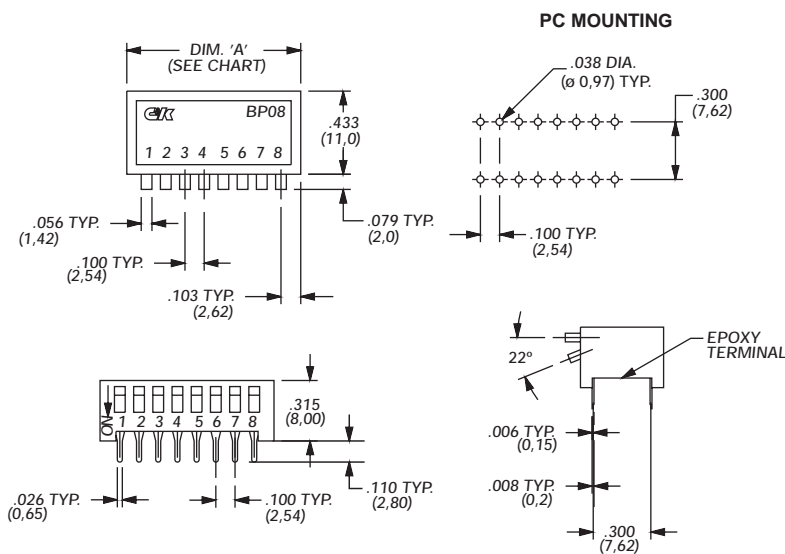 PC MOUNTING
DIM. 'A'
(SEE CHART)
.038 DIA.
(ø 0,97) TYP.
.300
(7,62)
BP08
.433
(11,0)
1 2 3 4 5 6 7 8
.056 TYP.
(1,42)
.079 TYP.
(2,0)
.100 TYP.
(2,54)
.100 TYP.
(2,54)
.103 TYP.
(2,62)
EPOXY
TERMINAL
22º
ON
1 2 3 4 5 6 7 8
.315
(8,00)
.006 TYP.
(0,15)
.008 TYP.
(0,2)
.026 TYP.
(0,65)
.100 TYP.
(2,54)
.110 TYP.
(2,80)
.300
(7,62)